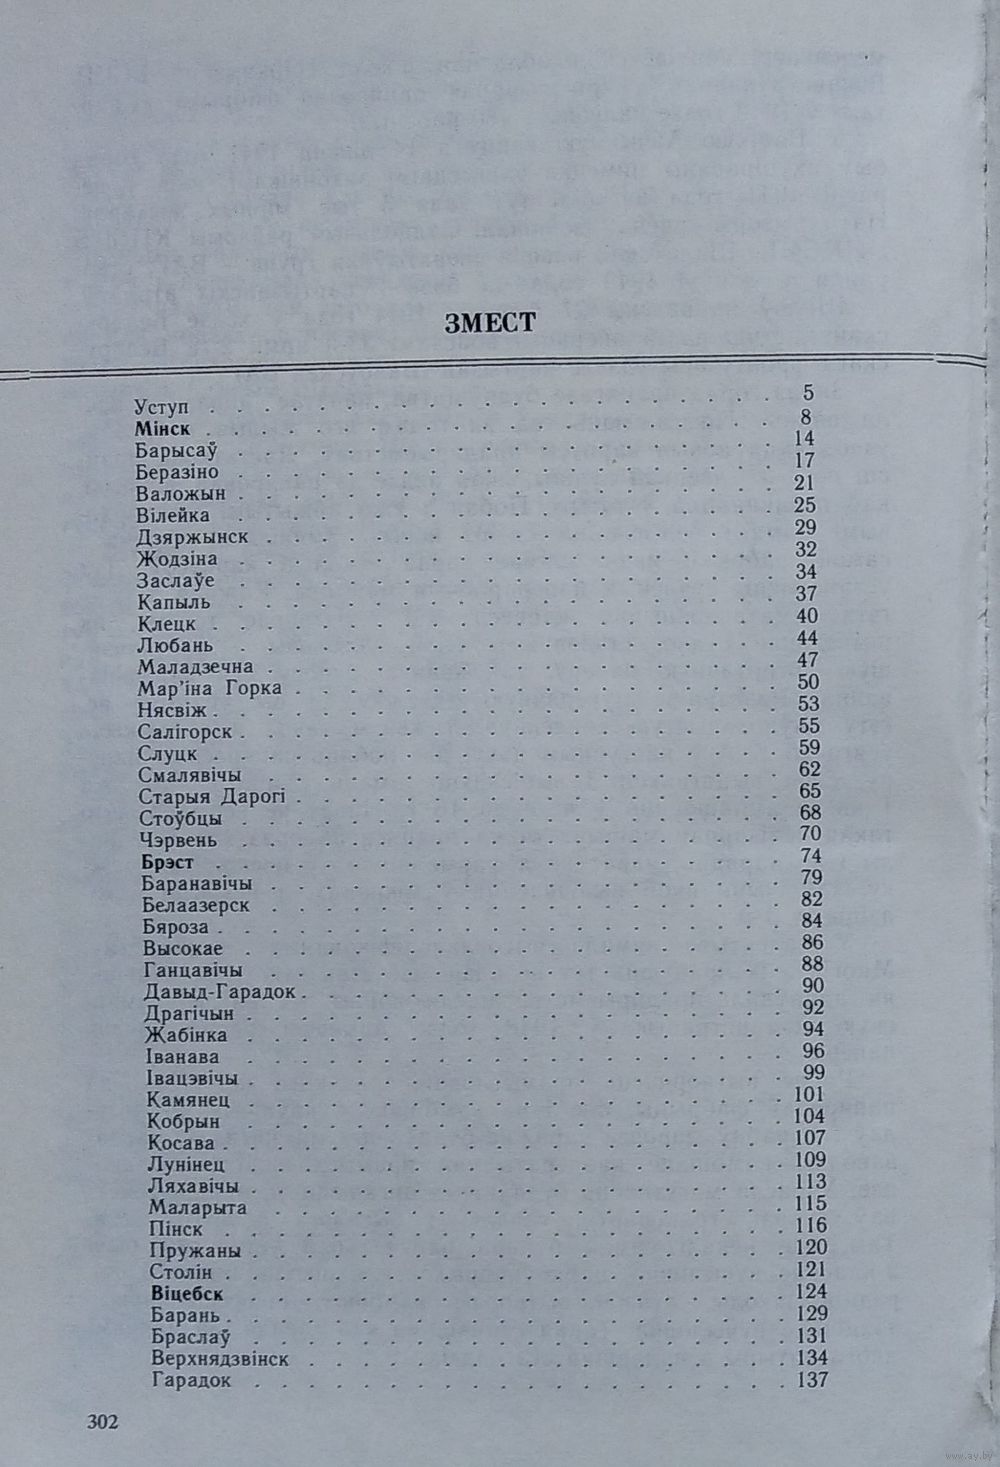 ЗМЕСТ
Уступ . . . . . . . . . . . . . . . . . . . . 5
Мінск . . . . . . . . . . . . . . . . . . . . 8
Барысаў . . . . . . . . . . . . . . . . . . . . 14
Беразіно . . . . . . . . . . . . . . . . . . . . 17
Валожын . . . . . . . . . . . . . . . . . . . . 21
Вілейка . . . . . . . . . . . . . . . . . . . . 25
Дзяржынск . . . . . . . . . . . . . . . . . . . . 29
Жодзіна . . . . . . . . . . . . . . . . . . . . 32
Заслаўе . . . . . . . . . . . . . . . . . . . . 34
Капыль . . . . . . . . . . . . . . . . . . . . 37
Клецк . . . . . . . . . . . . . . . . . . . . 40
Любань . . . . . . . . . . . . . . . . . . . . 44
Маладзечна . . . . . . . . . . . . . . . . . . . . 47
Мар’іна Горка . . . . . . . . . . . . . . . . . . . . 50
Нясвіж . . . . . . . . . . . . . . . . . . . . 53
Салігорск . . . . . . . . . . . . . . . . . . . . 55
Слуцк . . . . . . . . . . . . . . . . . . . . 59
Смалявічы . . . . . . . . . . . . . . . . . . . . 62
Старыя Дарогі . . . . . . . . . . . . . . . . . . . . 65
Стоўбцы . . . . . . . . . . . . . . . . . . . . 68
Чэрвень . . . . . . . . . . . . . . . . . . . . 70
Брэст . . . . . . . . . . . . . . . . . . . . 74
Баранавічы . . . . . . . . . . . . . . . . . . . . 79
Белаазерск . . . . . . . . . . . . . . . . . . . . 82
Бяроза . . . . . . . . . . . . . . . . . . . . 84
Высокае . . . . . . . . . . . . . . . . . . . . 86
Ганцавічы . . . . . . . . . . . . . . . . . . . . 88
Давыд-Гарадок . . . . . . . . . . . . . . . . . . . . 90
Драгічын . . . . . . . . . . . . . . . . . . . . 92
Жабінка . . . . . . . . . . . . . . . . . . . . 94
Іванава . . . . . . . . . . . . . . . . . . . . 96
Івацэвічы . . . . . . . . . . . . . . . . . . . . 99
Камянец . . . . . . . . . . . . . . . . . . . . 101
Кобрын . . . . . . . . . . . . . . . . . . . . 104
Косава . . . . . . . . . . . . . . . . . . . . 107
Лунінец . . . . . . . . . . . . . . . . . . . . 109
Ляхавічы . . . . . . . . . . . . . . . . . . . . 113
Маларыта . . . . . . . . . . . . . . . . . . . . 115
Пінск . . . . . . . . . . . . . . . . . . . . 116
Пружаны . . . . . . . . . . . . . . . . . . . . 120
Столін . . . . . . . . . . . . . . . . . . . . 121
Віцебск . . . . . . . . . . . . . . . . . . . . 124
Барань . . . . . . . . . . . . . . . . . . . . 129
Браслаў . . . . . . . . . . . . . . . . . . . . 131
Верхнядзвінск . . . . . . . . . . . . . . . . . . . . 134
Гарадок . . . . . . . . . . . . . . . . . . . . 137
302
www.ay.by